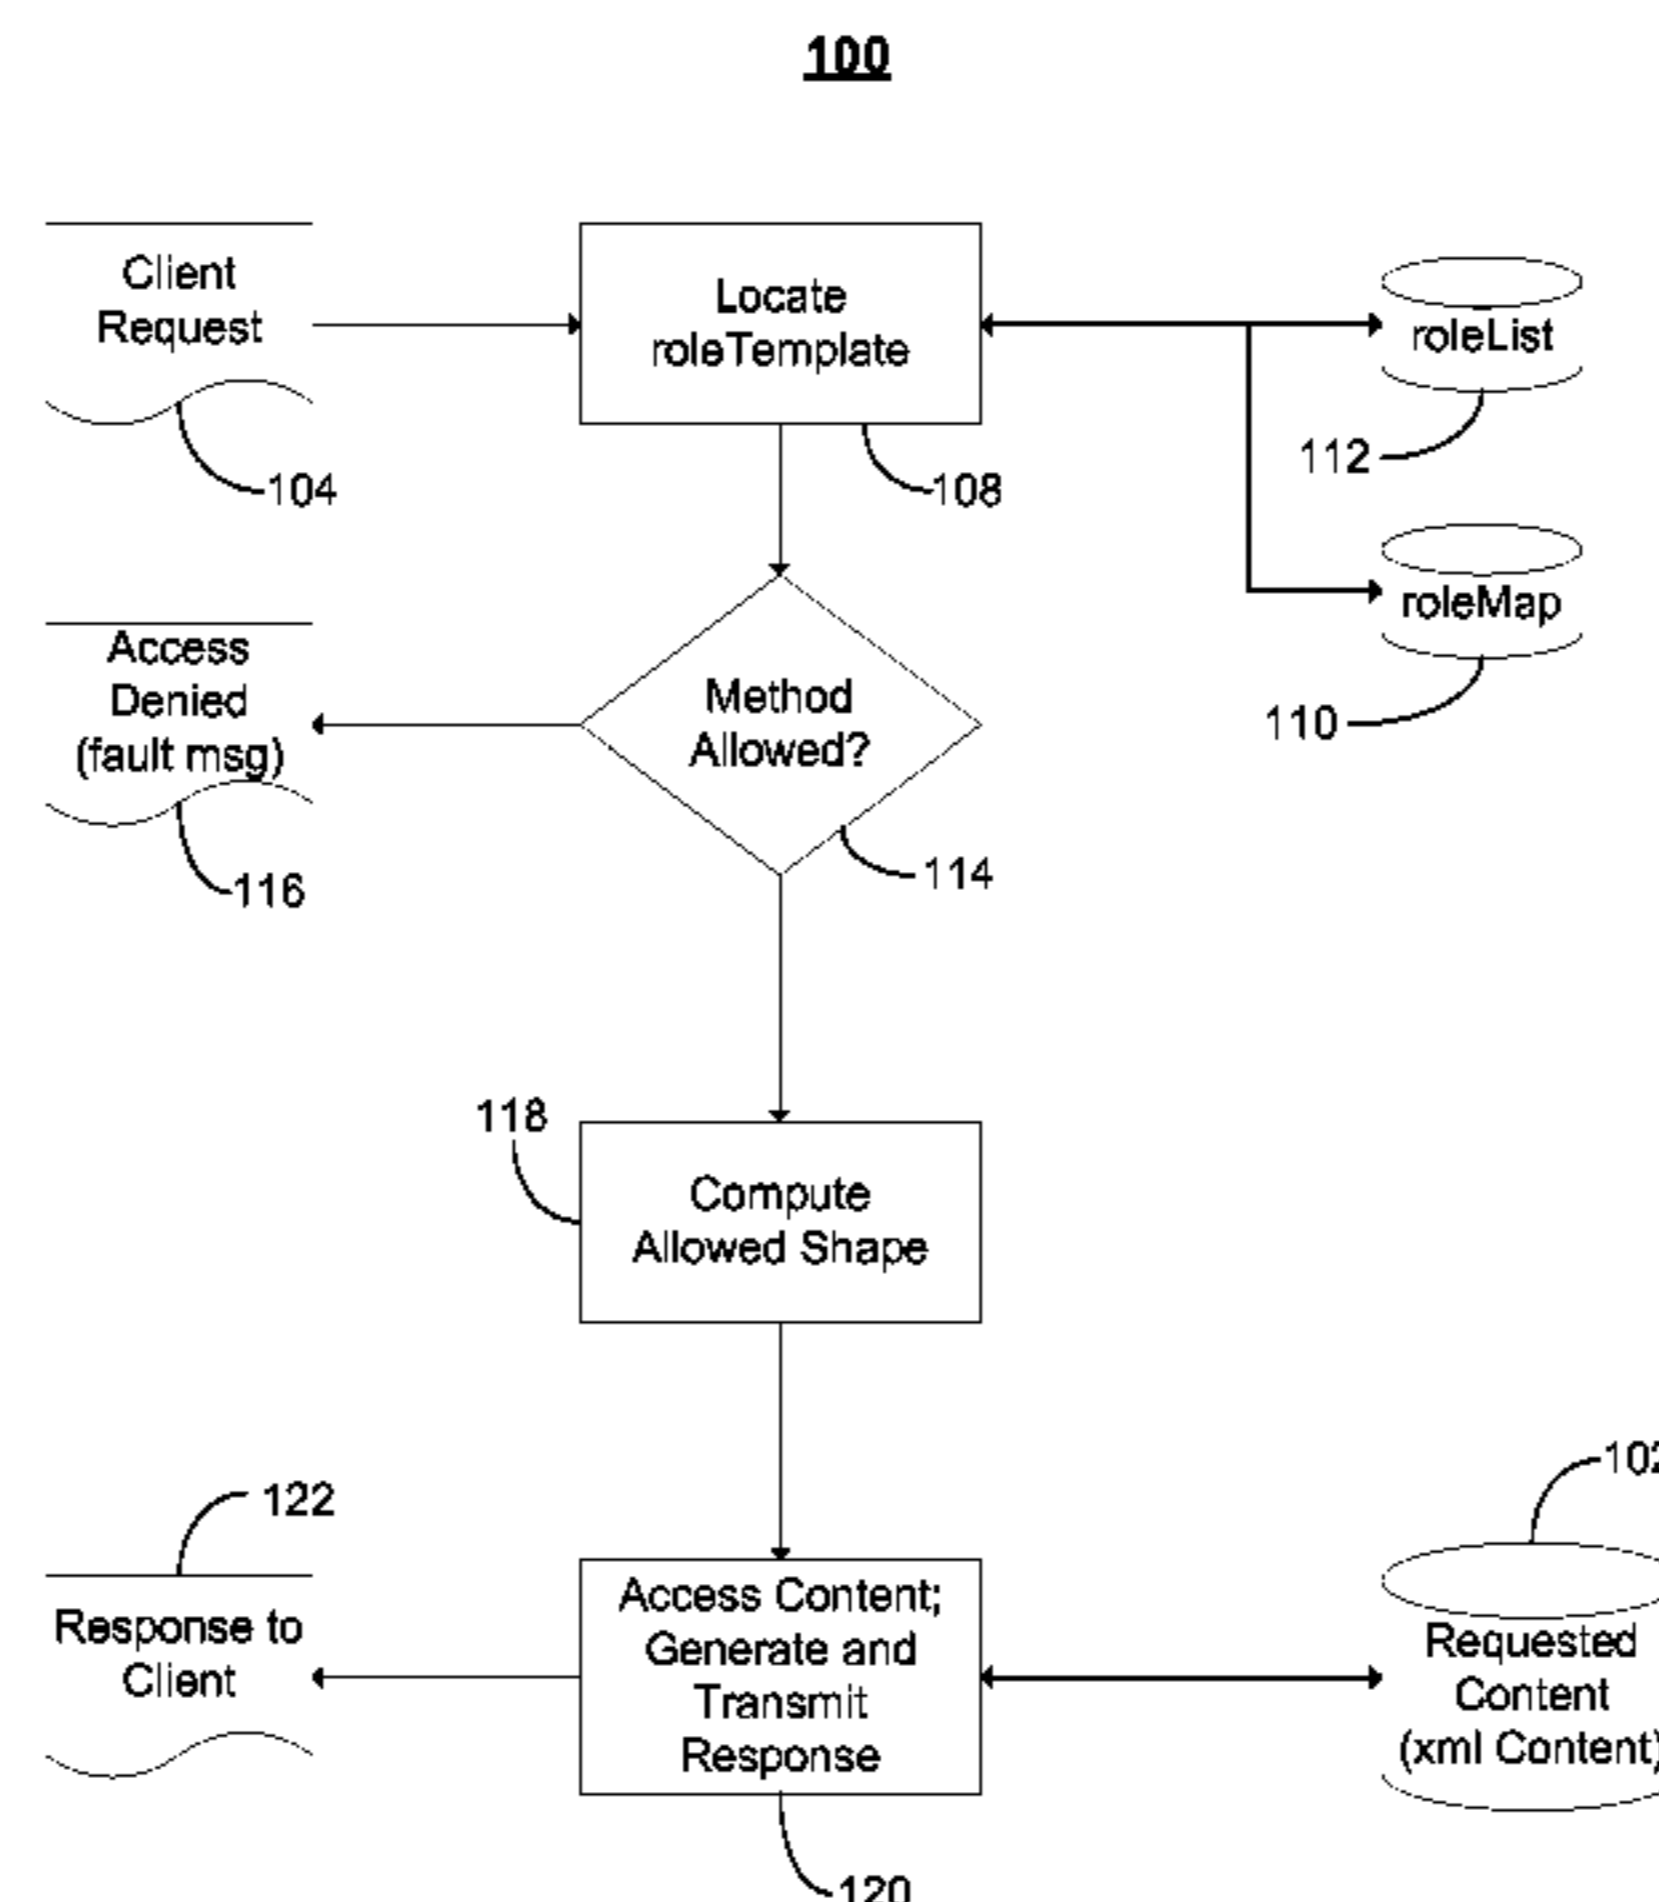 100
Client
Request
104
Locate
roleTemplate
108
roleList
112
roleMap
110
Access
Denied
(fault msg)
116
Method
Allowed?
114
118
Compute
Allowed Shape
122
Response to
Client
Access Content;
Generate and
Transmit
Response
120
102
Requested
Content
(xml Content)